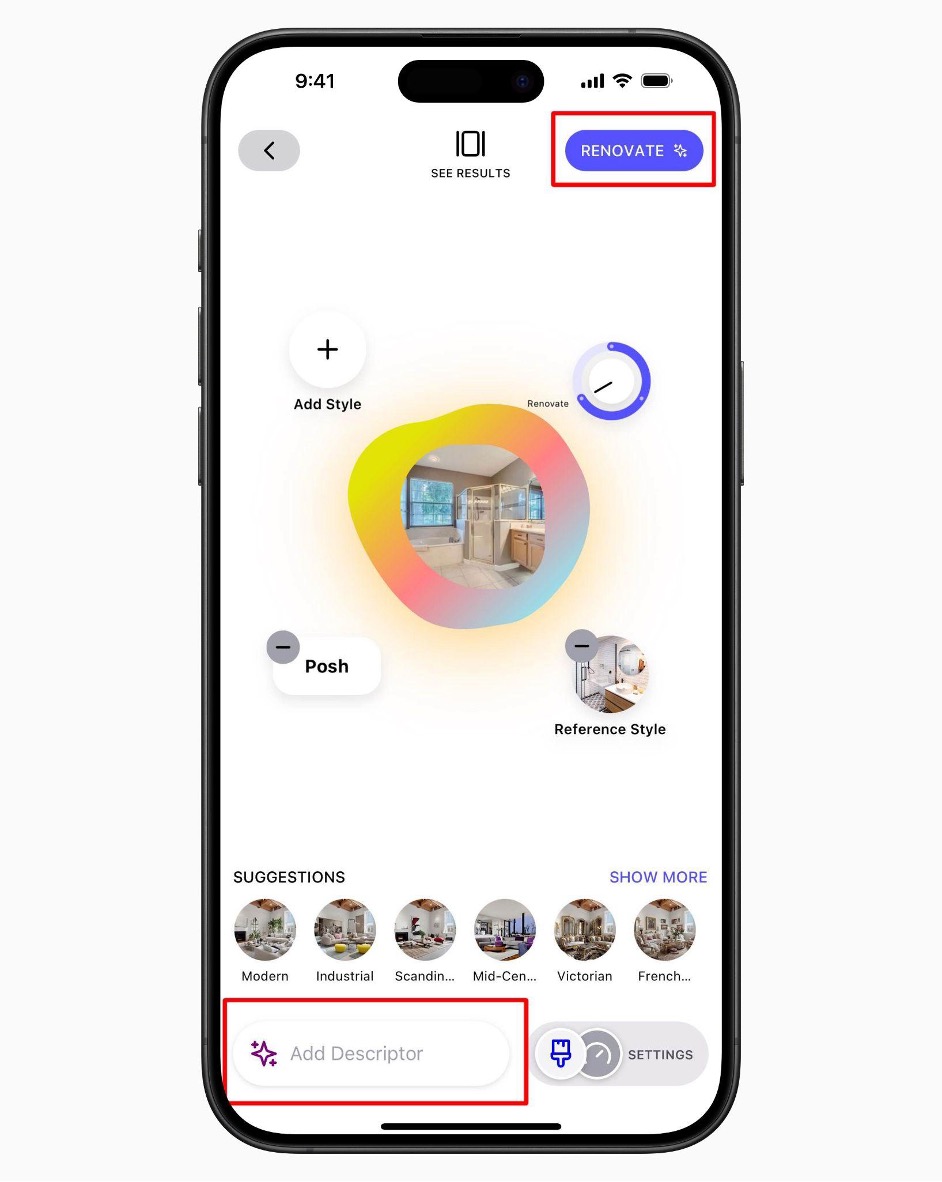 9:41
SEE RESULTS
RENOVATE
Add Style
Renovate
Posh
Reference Style
SUGGESTIONS
SHOW MORE
Modern
Industrial
Scandin...
Mid-Cen...
Victorian
French...
Add Descriptor
SETTINGS